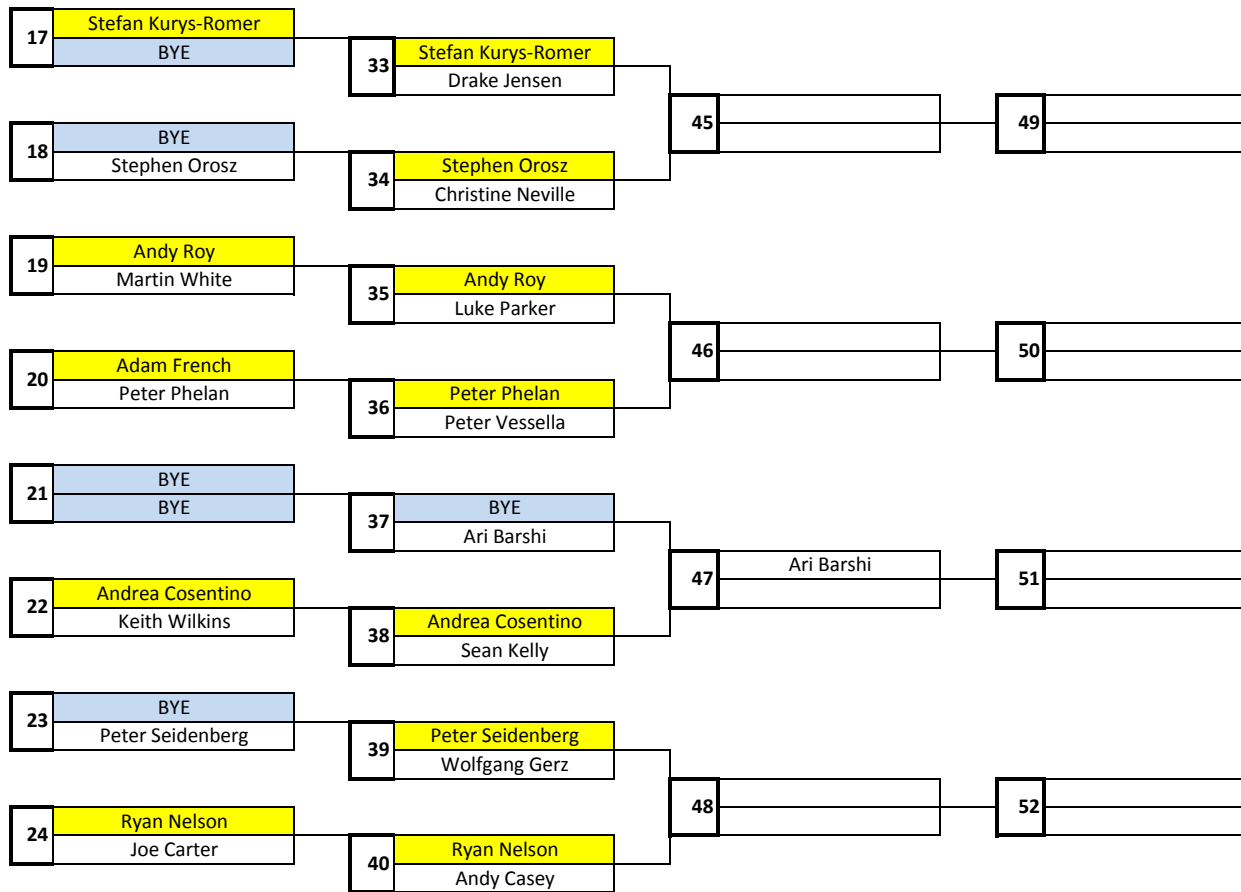 17
Stefan Kurys-Romer
BYE
33
Stefan Kurys-Romer
Drake Jensen
45
49
18
BYE
Stephen Orosz
34
Stephen Orosz
Christine Neville
19
Andy Roy
Martin White
35
Andy Roy
Luke Parker
46
50
20
Adam French
Peter Phelan
36
Peter Phelan
Peter Vessella
21
BYE
BYE
37
BYE
Ari Barshi
47
Ari Barshi
51
22
Andrea Cosentino
Keith Wilkins
38
Andrea Cosentino
Sean Kelly
23
BYE
Peter Seidenberg
39
Peter Seidenberg
Wolfgang Gerz
48
52
24
Ryan Nelson
Joe Carter
40
Ryan Nelson
Andy Casey